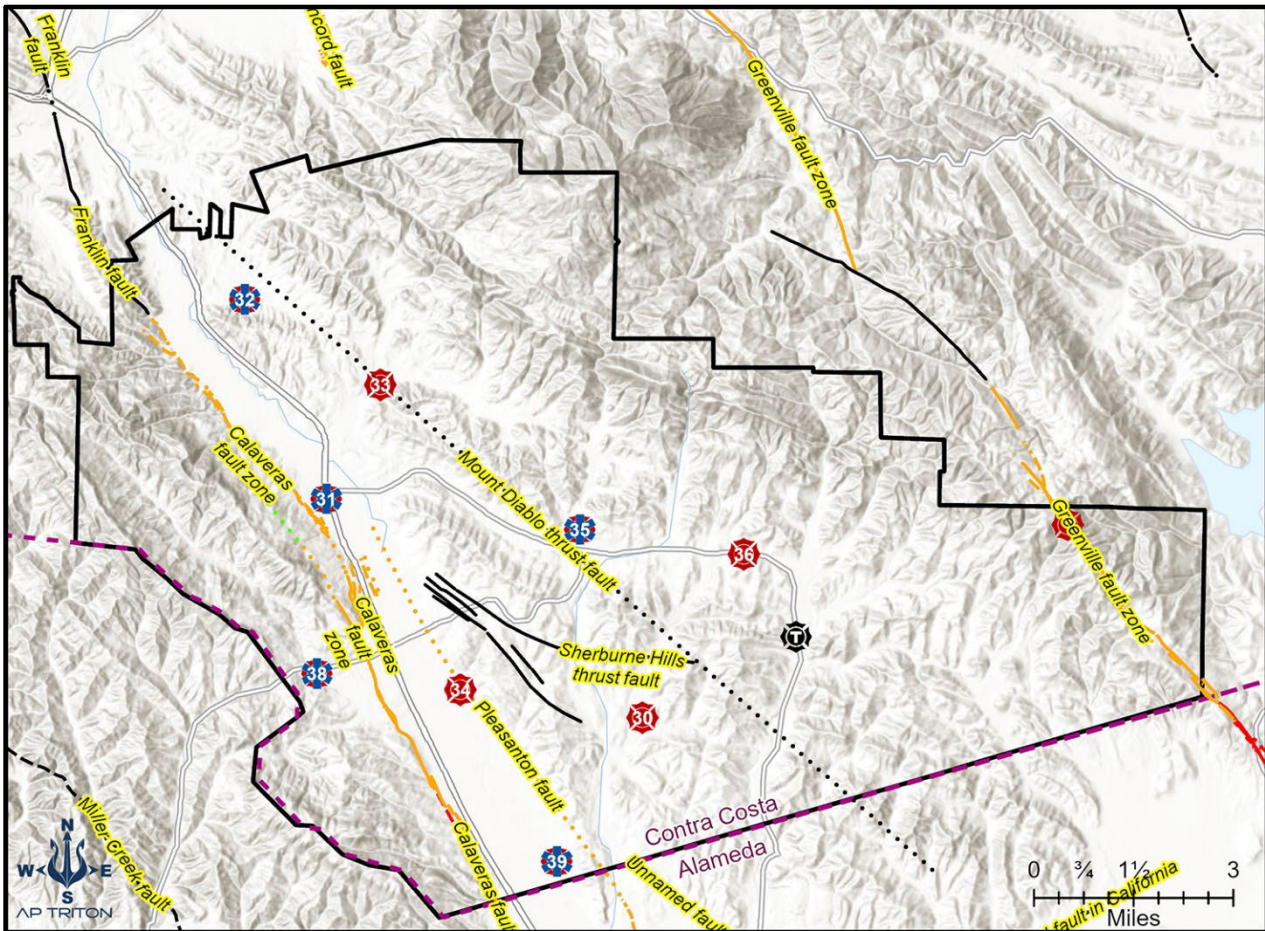 Franklin
fault
ncord fault
Greenville fault zone
Franklin fault
32
33
Calaveras
fault zone
Mount Diablo thrust fault
31
35
36
Greenville fault zone
Calaveras
fault
zone
T
Sherburne Hills
thrust fault
38
34
30
Pleasanton fault
Miller Creek fault
Contra Costa
Alameda
39
Calaveras fault
Unnamed fault
fault in California
N
W E
S
AP TRITON
0 ¾ 1½ 3
Miles